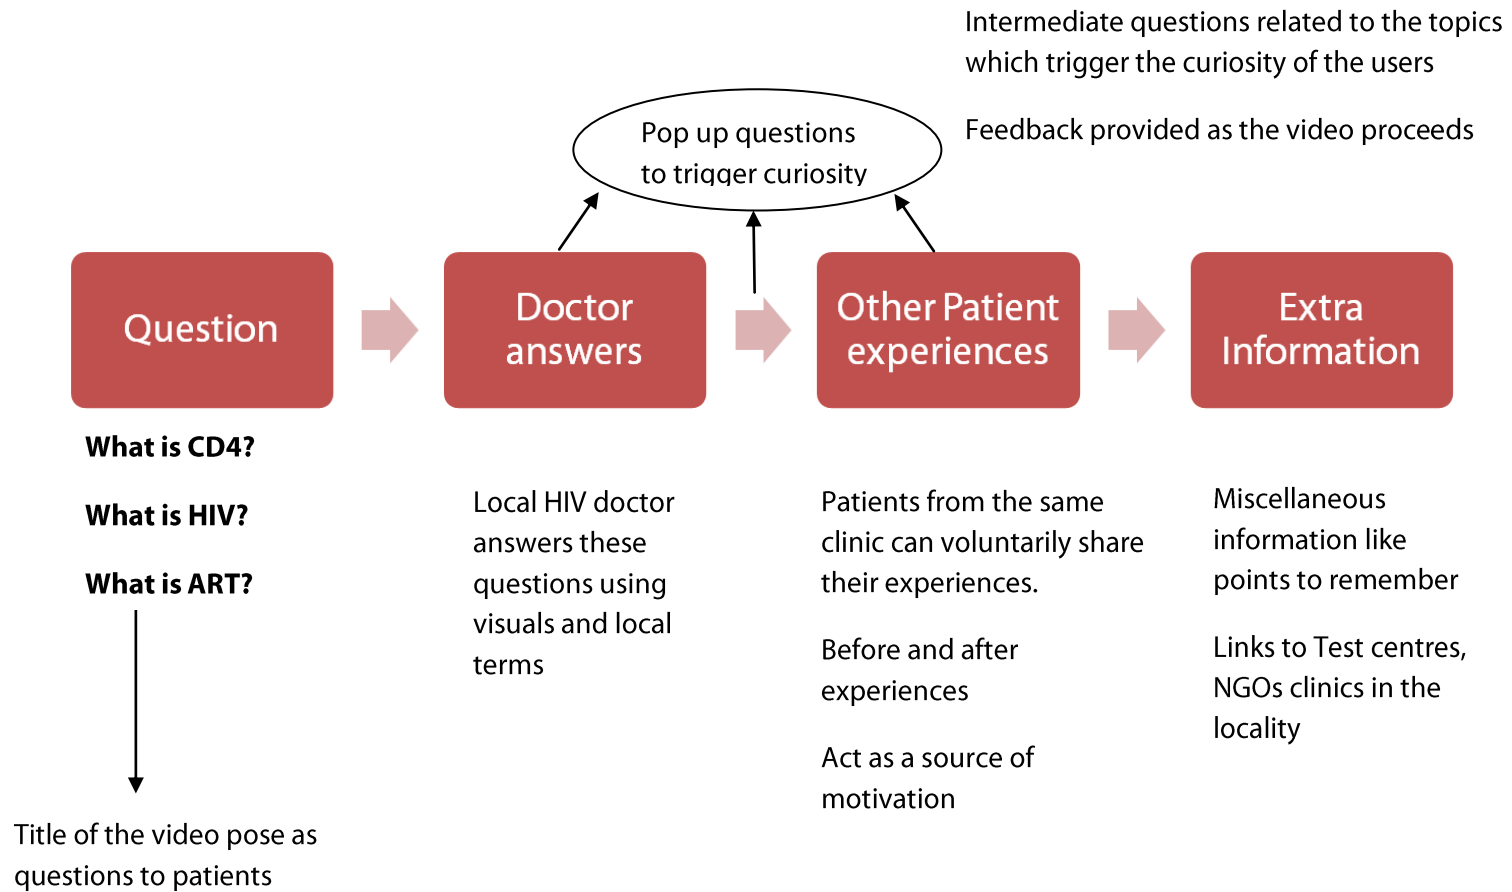 Intermediate questions related to the topics
which trigger the curiosity of the users
Feedback provided as the video proceeds
Pop up questions
to trigger curiosity
Question
Doctor
answers
Other Patient
experiences
Extra
Information
What is CD4?
What is HIV?
What is ART?
Title of the video pose as
questions to patients
Local HIV doctor
answers these
questions using
visuals and local
terms
Patients from the same
clinic can voluntarily share
their experiences.
Before and after
experiences
Act as a source of
motivation
Miscellaneous
information like
points to remember
Links to Test centres,
NGOs clinics in the
locality